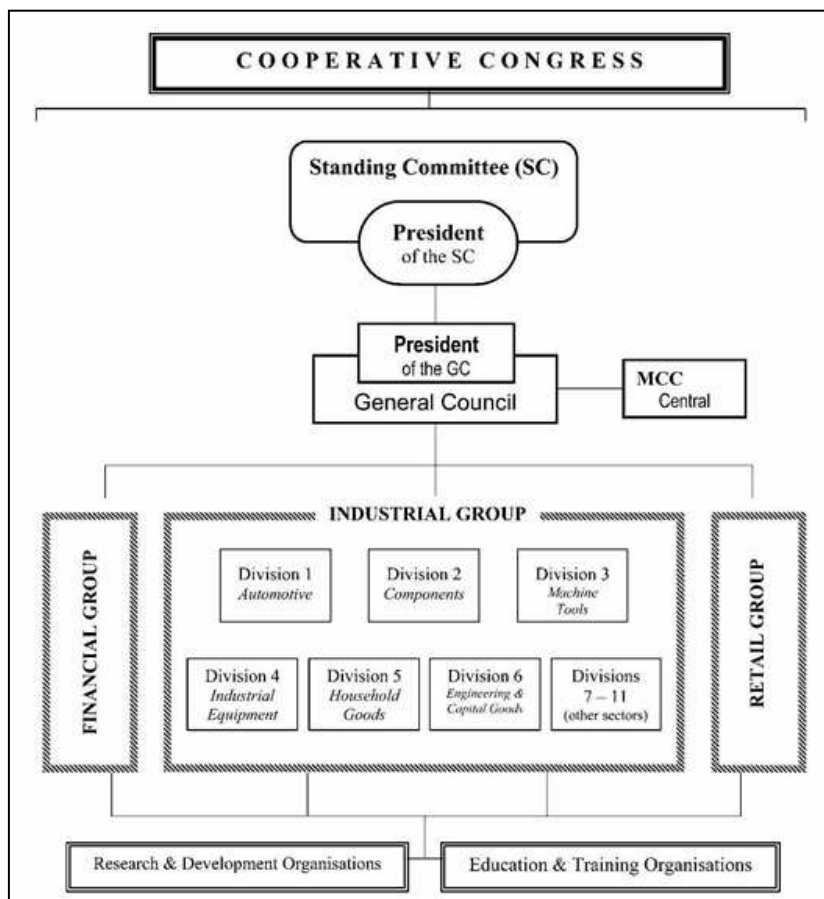 COOPERATIVE CONGRESS
Standing Committee (SC)
President
of the SC
President
of the GC
General Council
MCC
Central
FINANCIAL GROUP
INDUSTRIAL GROUP
Division 1
Automotive
Division 2
Components
Division 3
Machine
Tools
Division 4
Industrial
Equipment
Division 5
Household
Goods
Division 6
Engineering &
Capital Goods
Divisions
7 – 11
(other sectors)
RETAIL GROUP
Research & Development Organisations
Education & Training Organisations